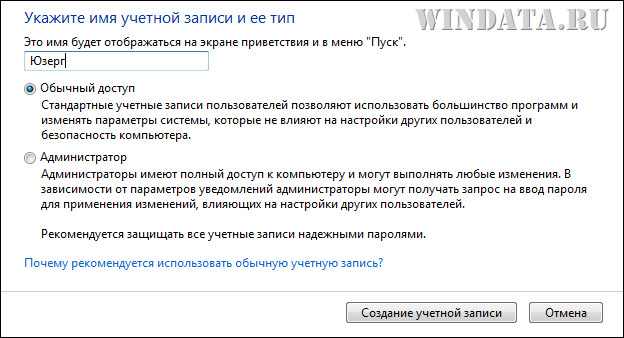 WINDATA.RU
Укажите имя учетной записи и ее тип
Это имя будет отображаться на экране приветствия и в меню "Пуск".
Юзерг
Обычный доступ
Стандартные учетные записи пользователей позволяют использовать большинство программ и
изменять параметры системы, которые не влияют на настройки других пользователей и
безопасность компьютера.
Администратор
Администраторы имеют полный доступ к компьютеру и могут выполнять любые изменения. В
зависимости от параметров уведомлений администраторы могут получать запрос на ввод пароля
для применения изменений, влияющих на настройки других пользователей.
Рекомендуется защищать все учетные записи надежными паролями.
Почему рекомендуется использовать обычную учетную запись?
Создание учетной записи
Отмена